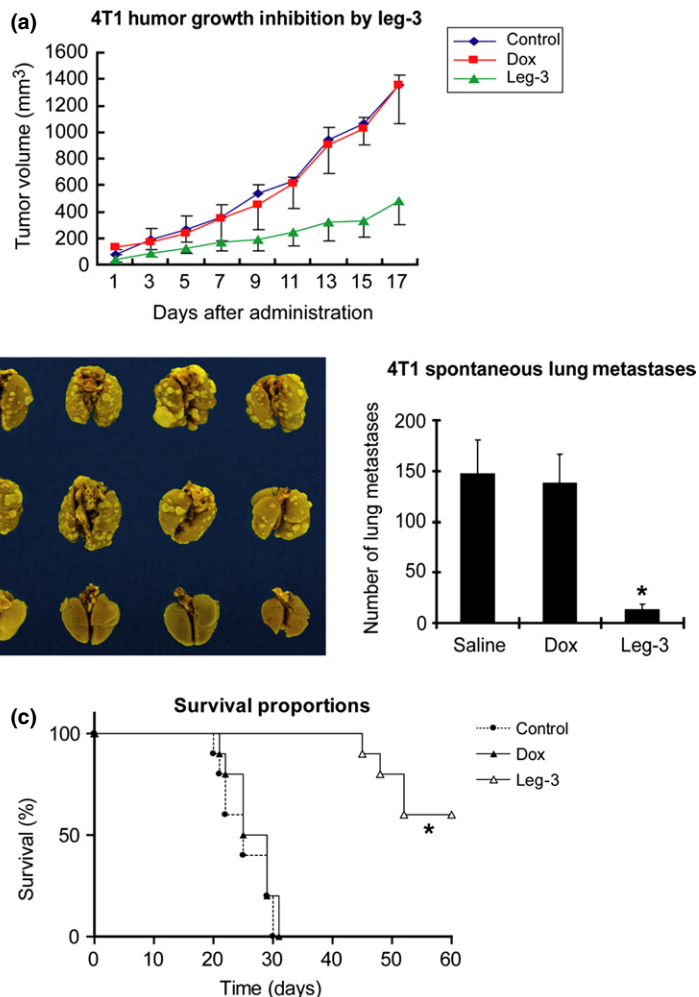 (a)
4T1 humor growth inhibition by leg-3
Control
Dox
Leg-3
Tumor volume (mm3)
1600
1400
1200
1000
800
600
400
200
0
1 3 5 7 9 11 13 15 17
Days after administration
4T1 spontaneous lung metastases
Number of lung metastases
200
150
100
50
0
*
Saline Dox Leg-3
(c)
Survival proportions
Control
Dox
Leg-3
Survival (%)
100
50
0
*
0 10 20 30 40 50 60
Time (days)